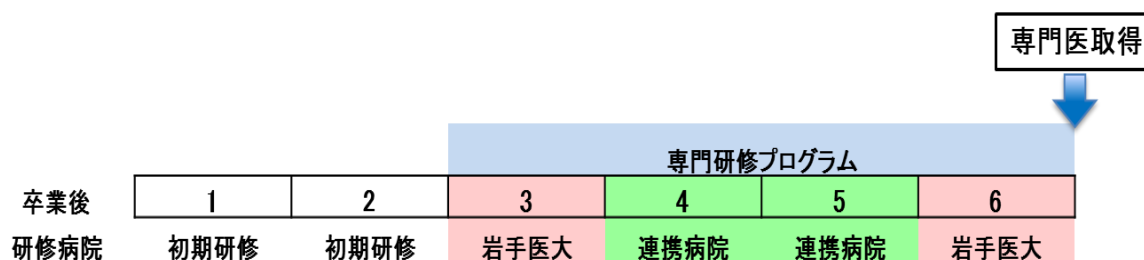 専門医取得
専門研修プログラム
卒業後 1 2 3 4 5 6
研修病院 初期研修 初期研修 岩手医大 連携病院 連携病院 岩手医大